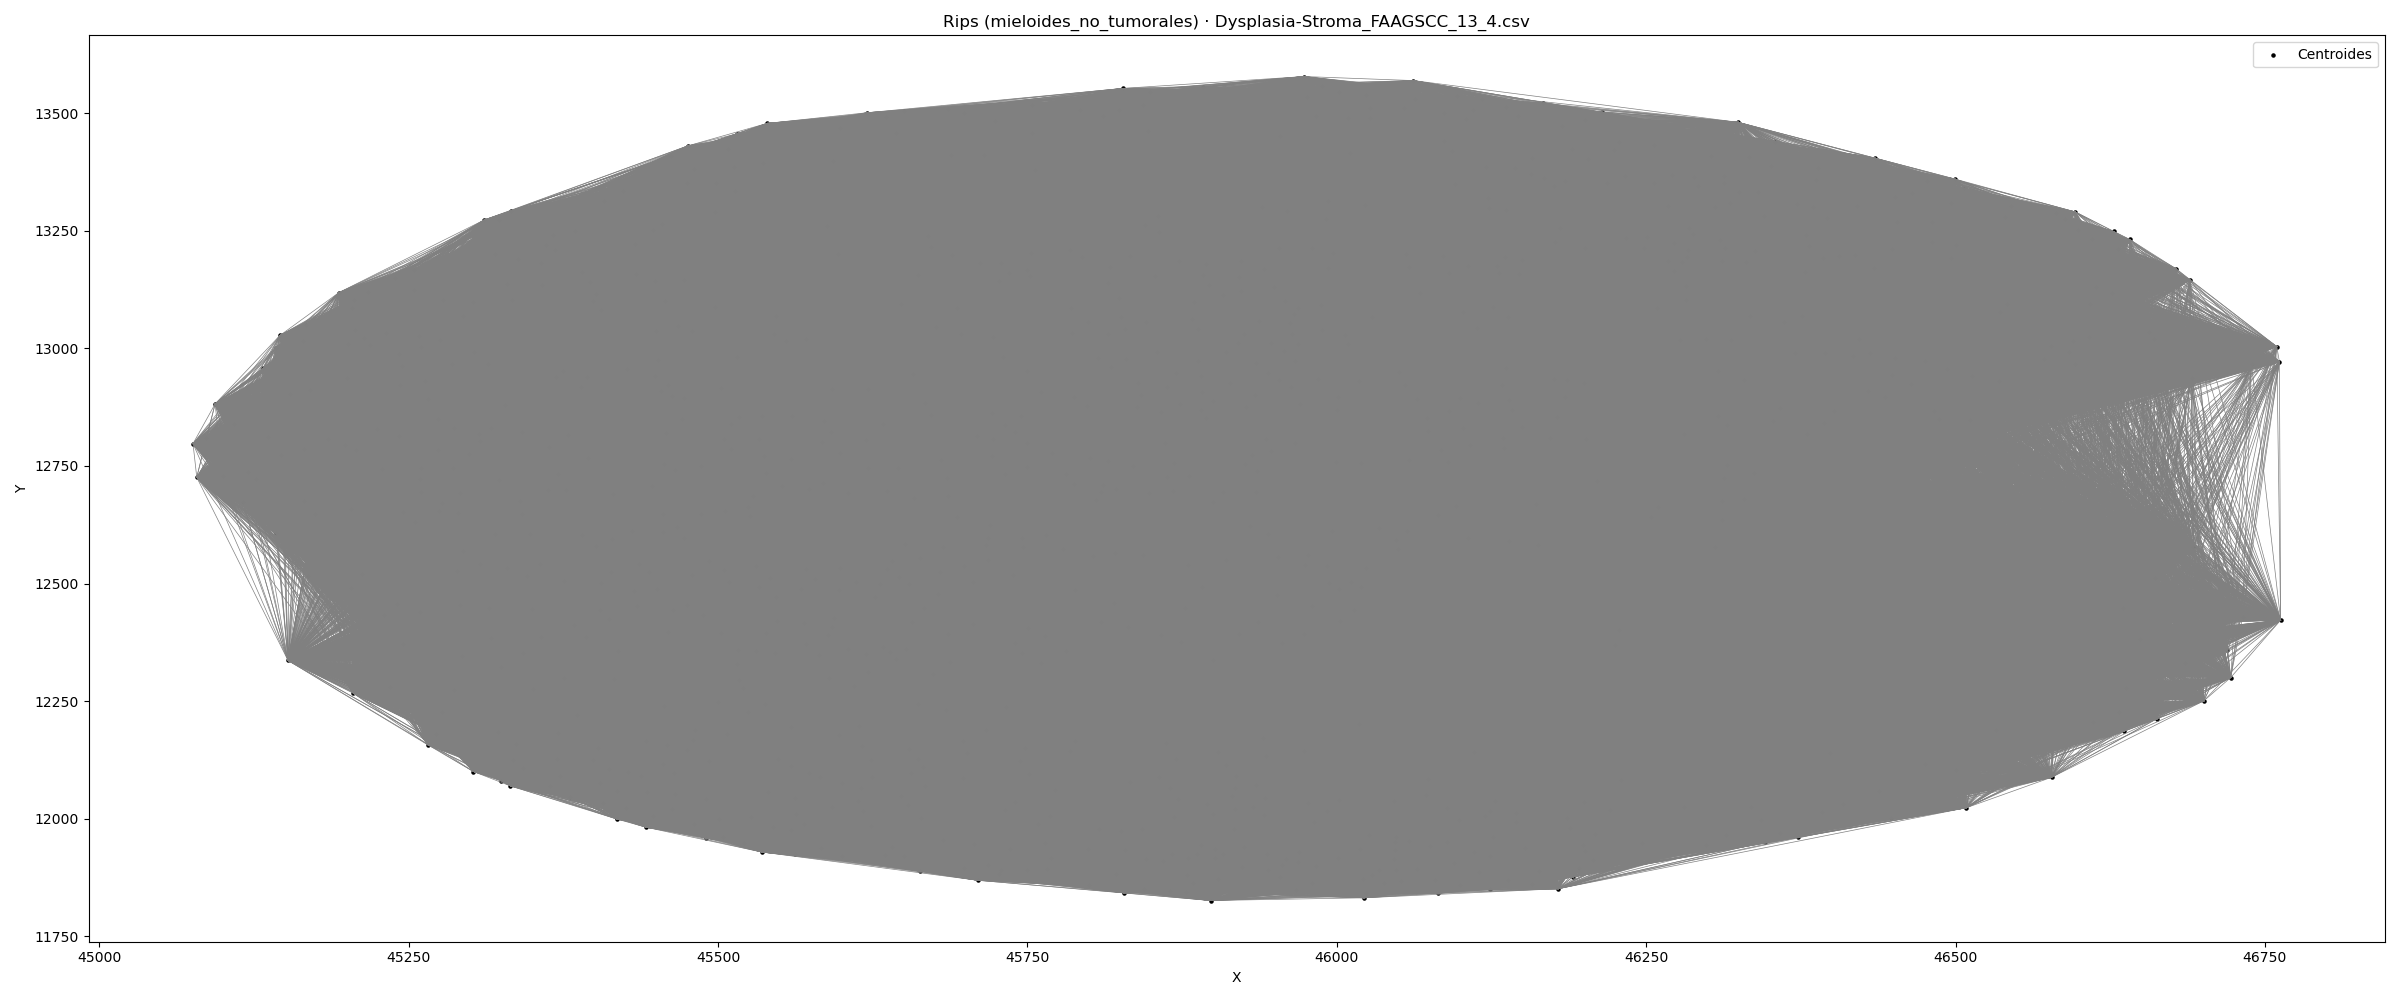 Rips (mieloides_no_tumorales) · Dysplasia-Stroma_FAAGSCC_13_4.csv
Centroides
13500
13250
13000
12750
12500
12250
12000
11750
Y
45000 45250 45500 45750 46000 46250 46500 46750
X